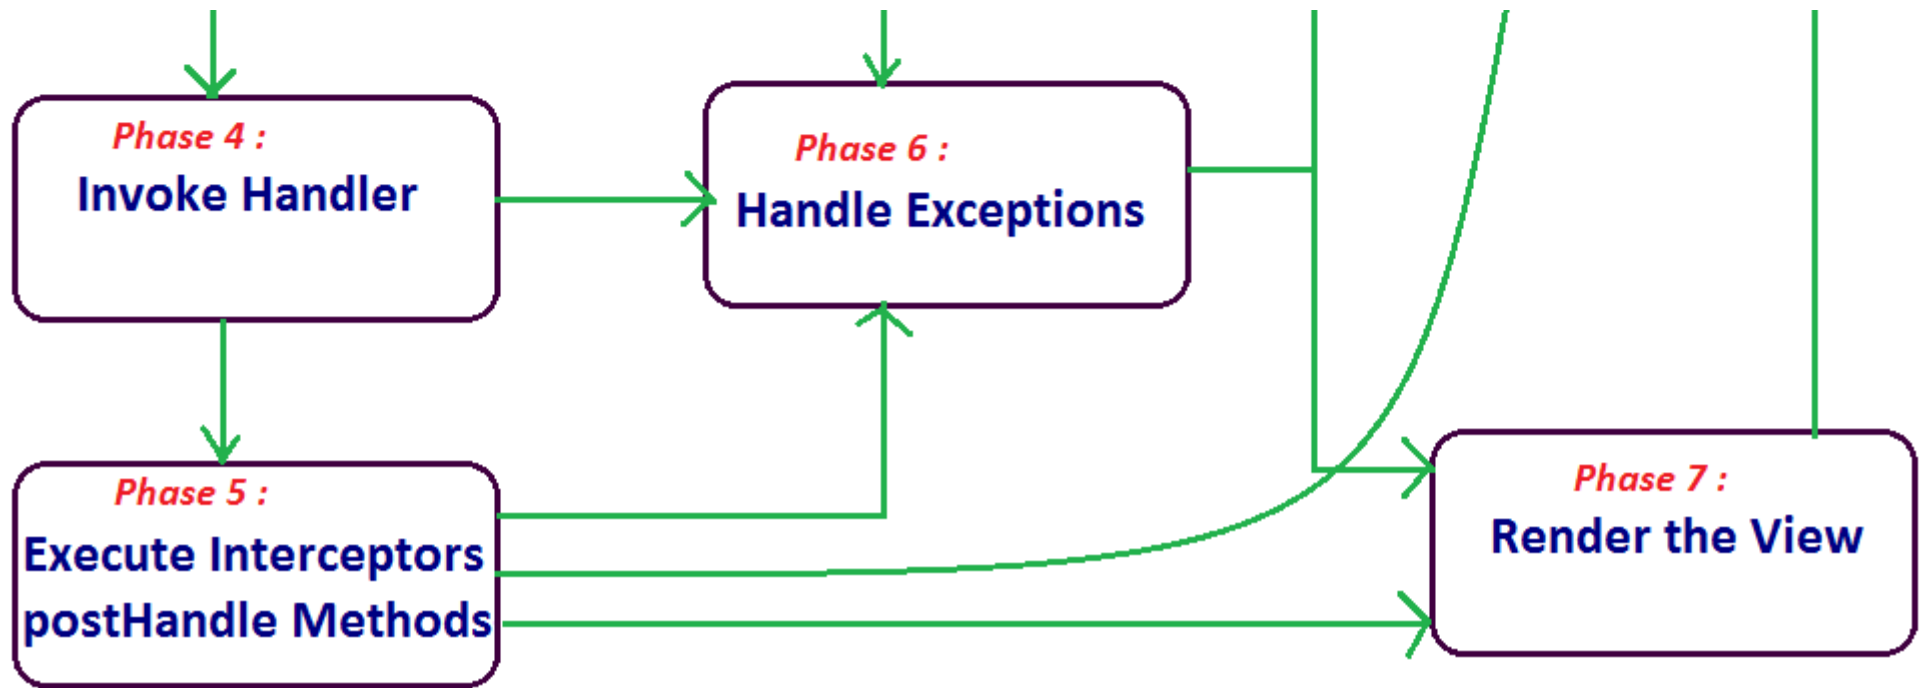 Phase 4 :
Invoke Handler
Phase 6 :
Handle Exceptions
Phase 5 :
Execute Interceptors
postHandle Methods
Phase 7 :
Render the View